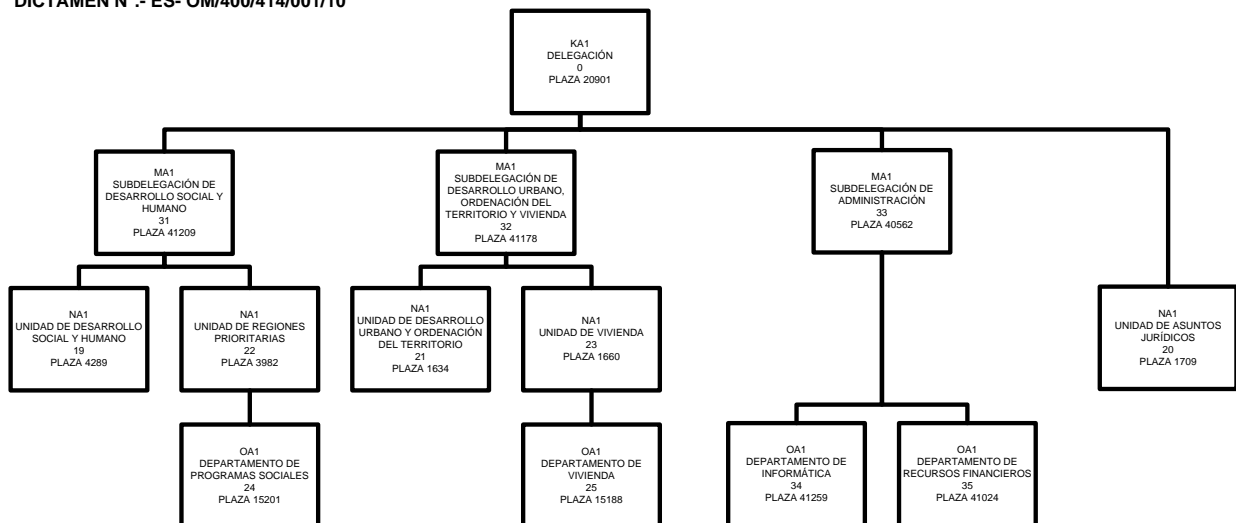 DICTAMEN N°.- ES- OM/400/414/001/10
KA1
DELEGACIÓN
0
PLAZA 20901
MA1
SUBDELEGACIÓN DE
DESARROLLO SOCIAL Y
HUMANO
31
PLAZA 41209
MA1
SUBDELEGACIÓN DE
DESARROLLO URBANO,
ORDENACIÓN DEL
TERRITORIO Y VIVIENDA
32
PLAZA 41178
MA1
SUBDELEGACIÓN DE
ADMINISTRACIÓN
33
PLAZA 40562
NA1
UNIDAD DE DESARROLLO
SOCIAL Y HUMANO
19
PLAZA 4289
NA1
UNIDAD DE REGIONES
PRIORITARIAS
22
PLAZA 3982
NA1
UNIDAD DE DESARROLLO
URBANO Y ORDENACIÓN
DEL TERRITORIO
21
PLAZA 1634
NA1
UNIDAD DE VIVIENDA
23
PLAZA 1660
NA1
UNIDAD DE ASUNTOS
JURÍDICOS
20
PLAZA 1709
OA1
DEPARTAMENTO DE
PROGRAMAS SOCIALES
24
PLAZA 15201
OA1
DEPARTAMENTO DE
VIVIENDA
25
PLAZA 15188
OA1
DEPARTAMENTO DE
INFORMÁTICA
34
PLAZA 41259
OA1
DEPARTAMENTO DE
RECURSOS FINANCIEROS
35
PLAZA 41024